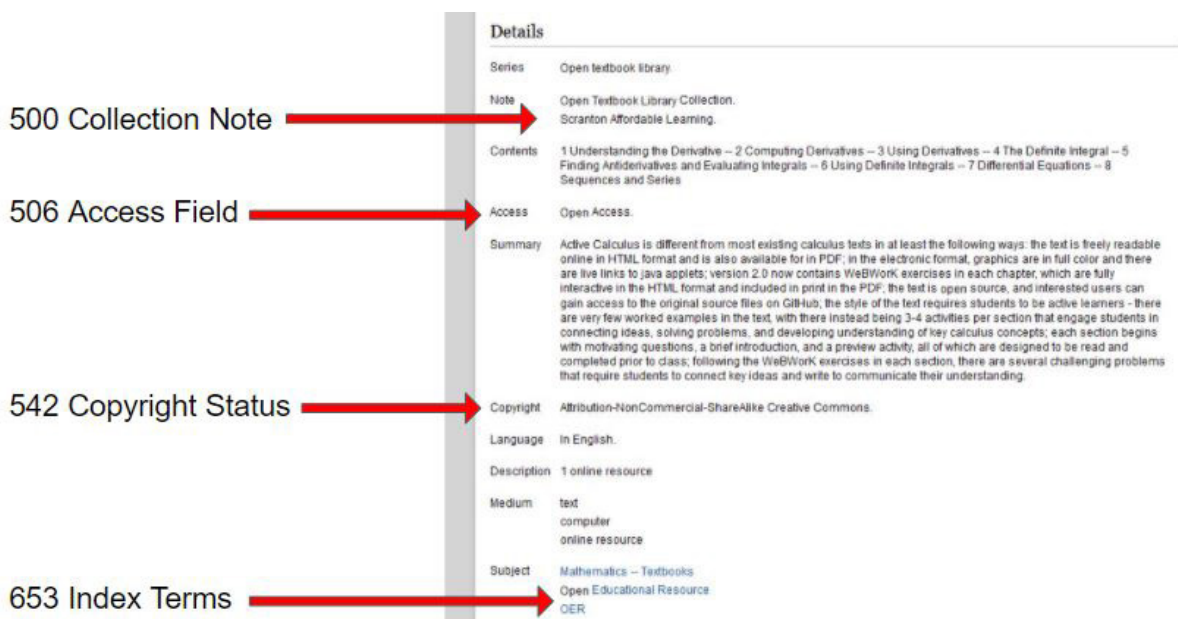 Details
Series Open textbook library.
Note Open Textbook Library Collection.
500 Collection Note
Scranton Affordable Learning.
Contents 1 Understanding the Derivative -- 2 Computing Derivatives -- 3 Using Derivatives -- 4 The Definite Integral -- 5
Finding Antiderivatives and Evaluating Integrals -- 6 Using Definite Integrals -- 7 Differential Equations -- 8
Sequences and Series
506 Access Field
Access Open Access.
Summary Active Calculus is different from most existing calculus texts in at least the following ways: the text is freely readable
online in HTML format and is also available for in PDF; in the electronic format, graphics are in full color and there
are live links to java applets; version 2.0 now contains WeBWorK exercises in each chapter, which are fully
interactive in the HTML format and included in print in the PDF; the text is open source, and interested users can
gain access to the original source files on GitHub; the style of the text requires students to be active learners - there
are very few worked examples in the text, with there instead being 3-4 activities per section that engage students in
connecting ideas, solving problems, and developing understanding of key calculus concepts; each section begins
with motivating questions, a brief introduction, and a preview activity, all of which are designed to be read and
completed prior to class; following the WeBWorK exercises in each section, there are several challenging problems
that require students to connect key ideas and write to communicate their understanding.
542 Copyright Status
Copyright Attribution-NonCommercial-ShareAlike Creative Commons.
Language In English.
Description 1 online resource
Medium text
computer
online resource
Subject Mathematics -- Textbooks
653 Index Terms
Open Educational Resource
OER